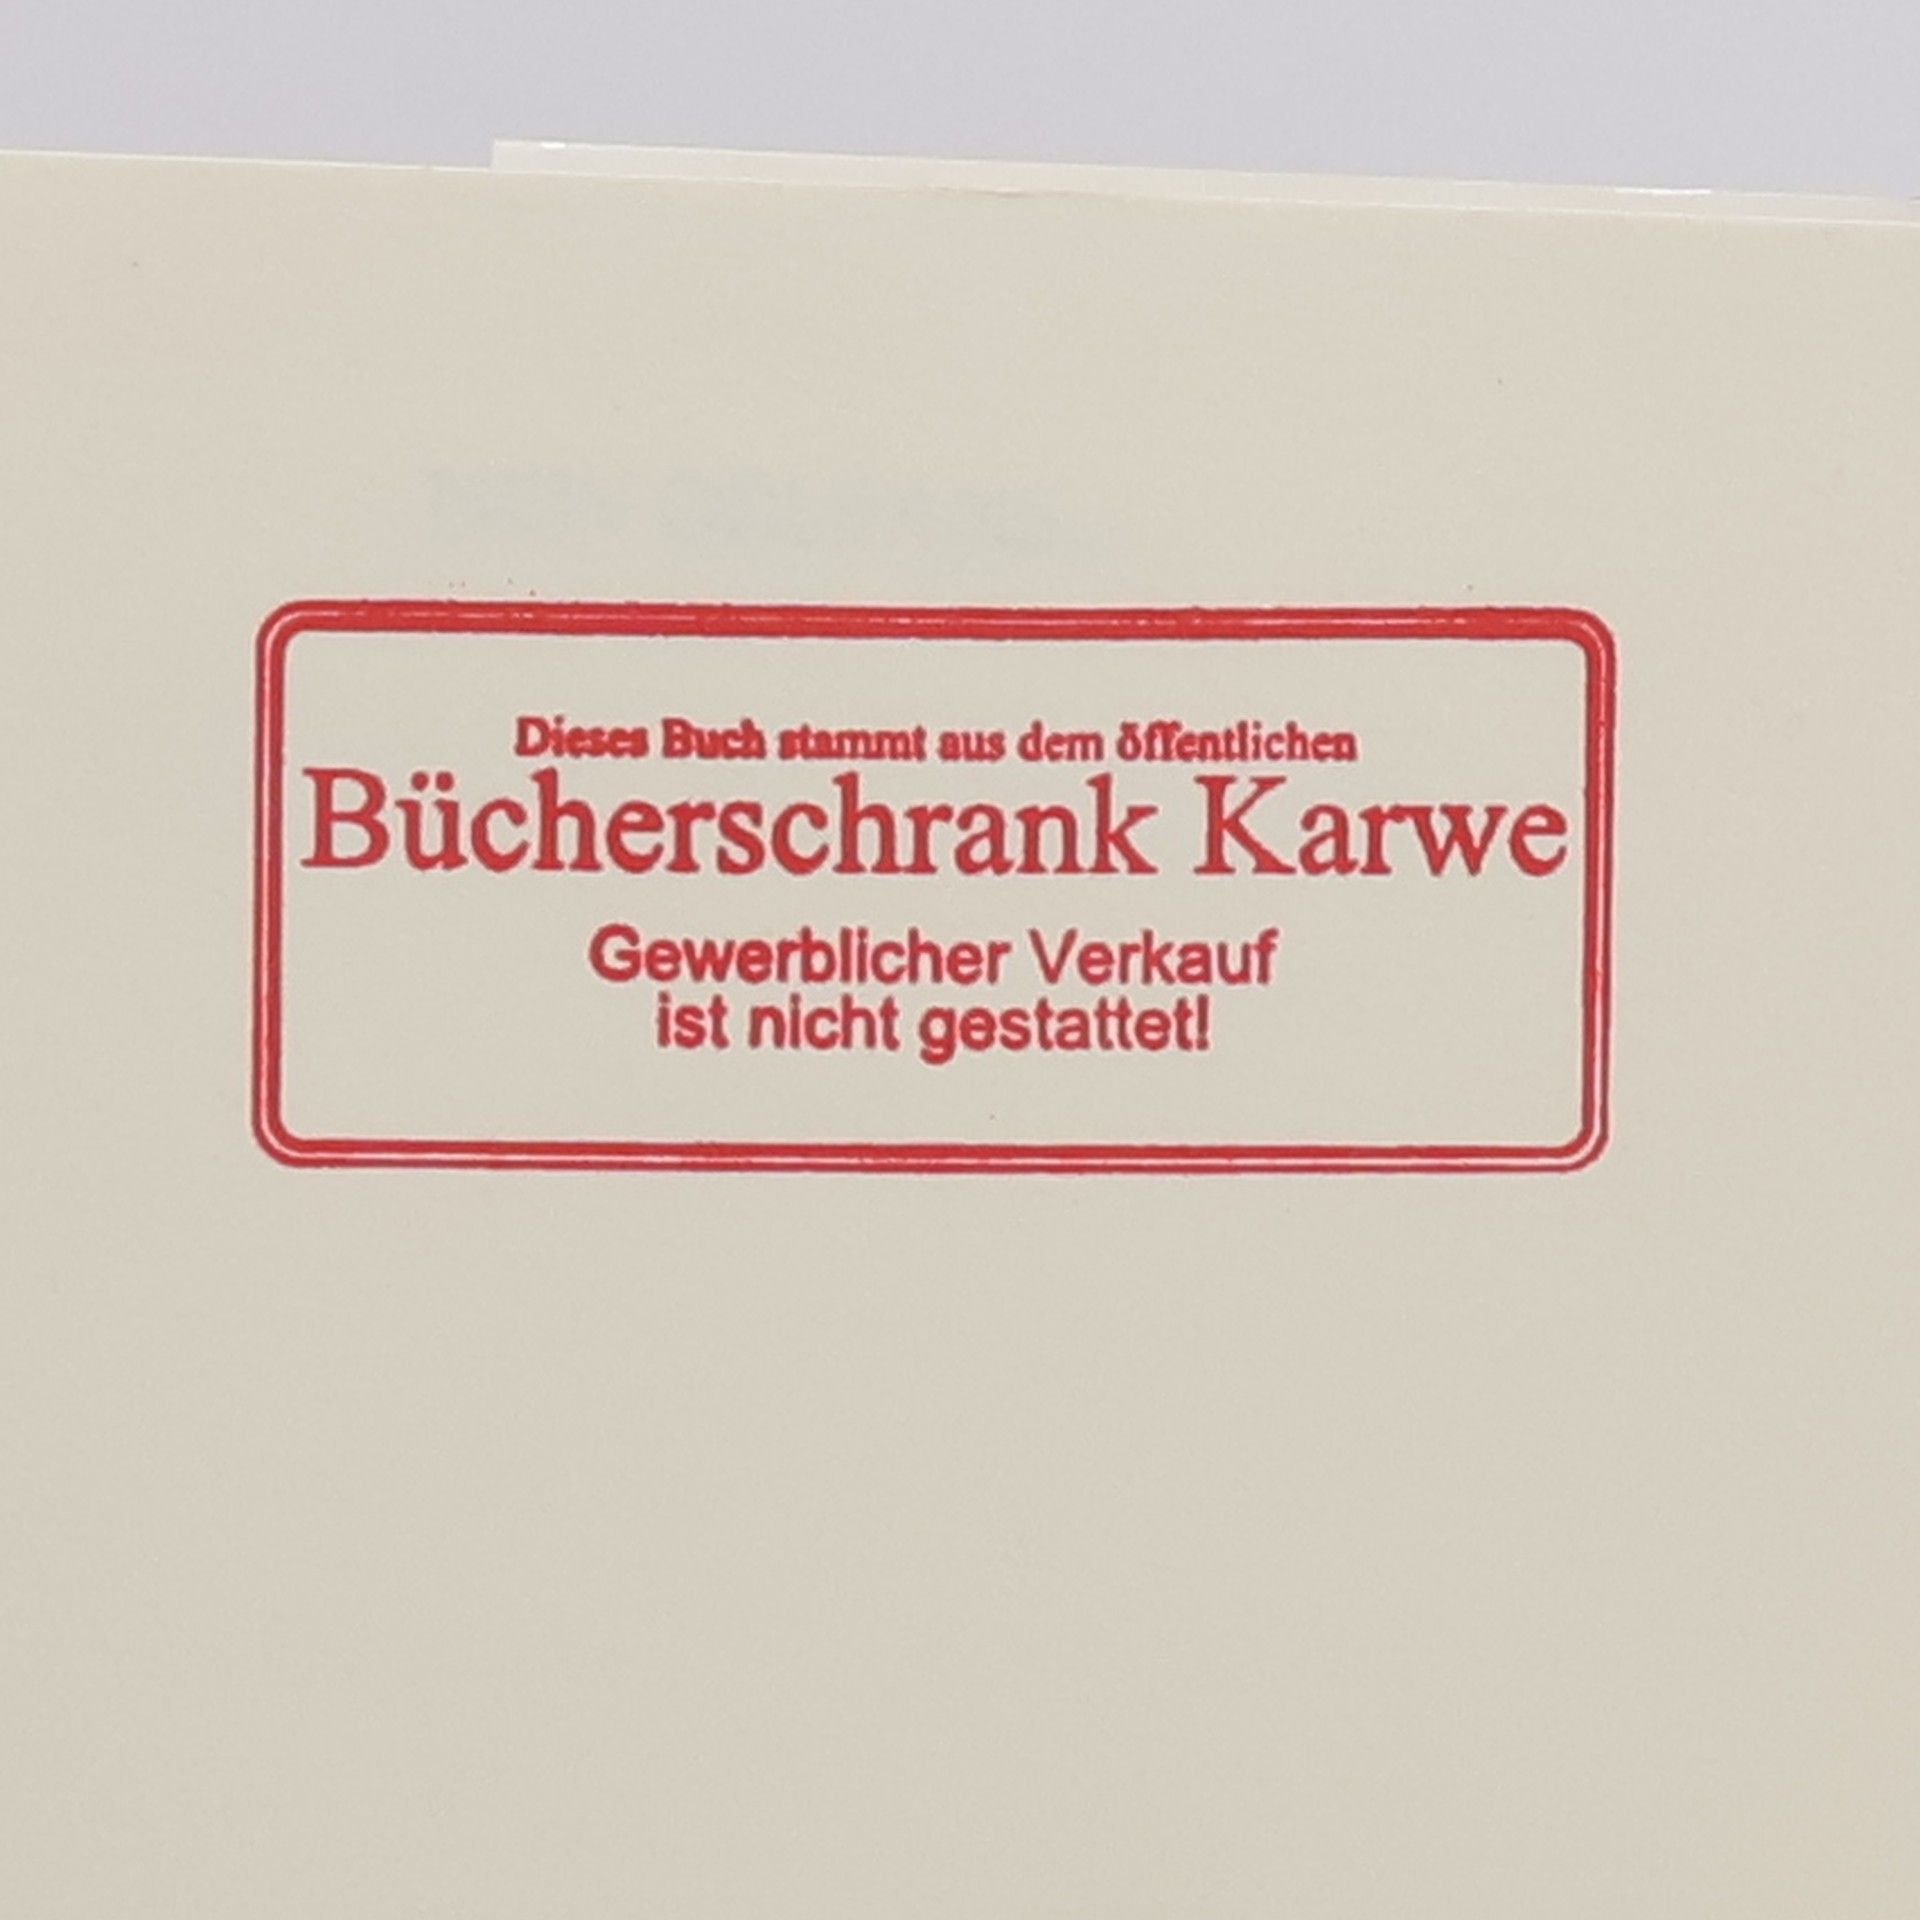 Dieses Buch stammt aus dem öffentlichen
Bücherschrank Karwe
Gewerblicher Verkauf
ist nicht gestattet!